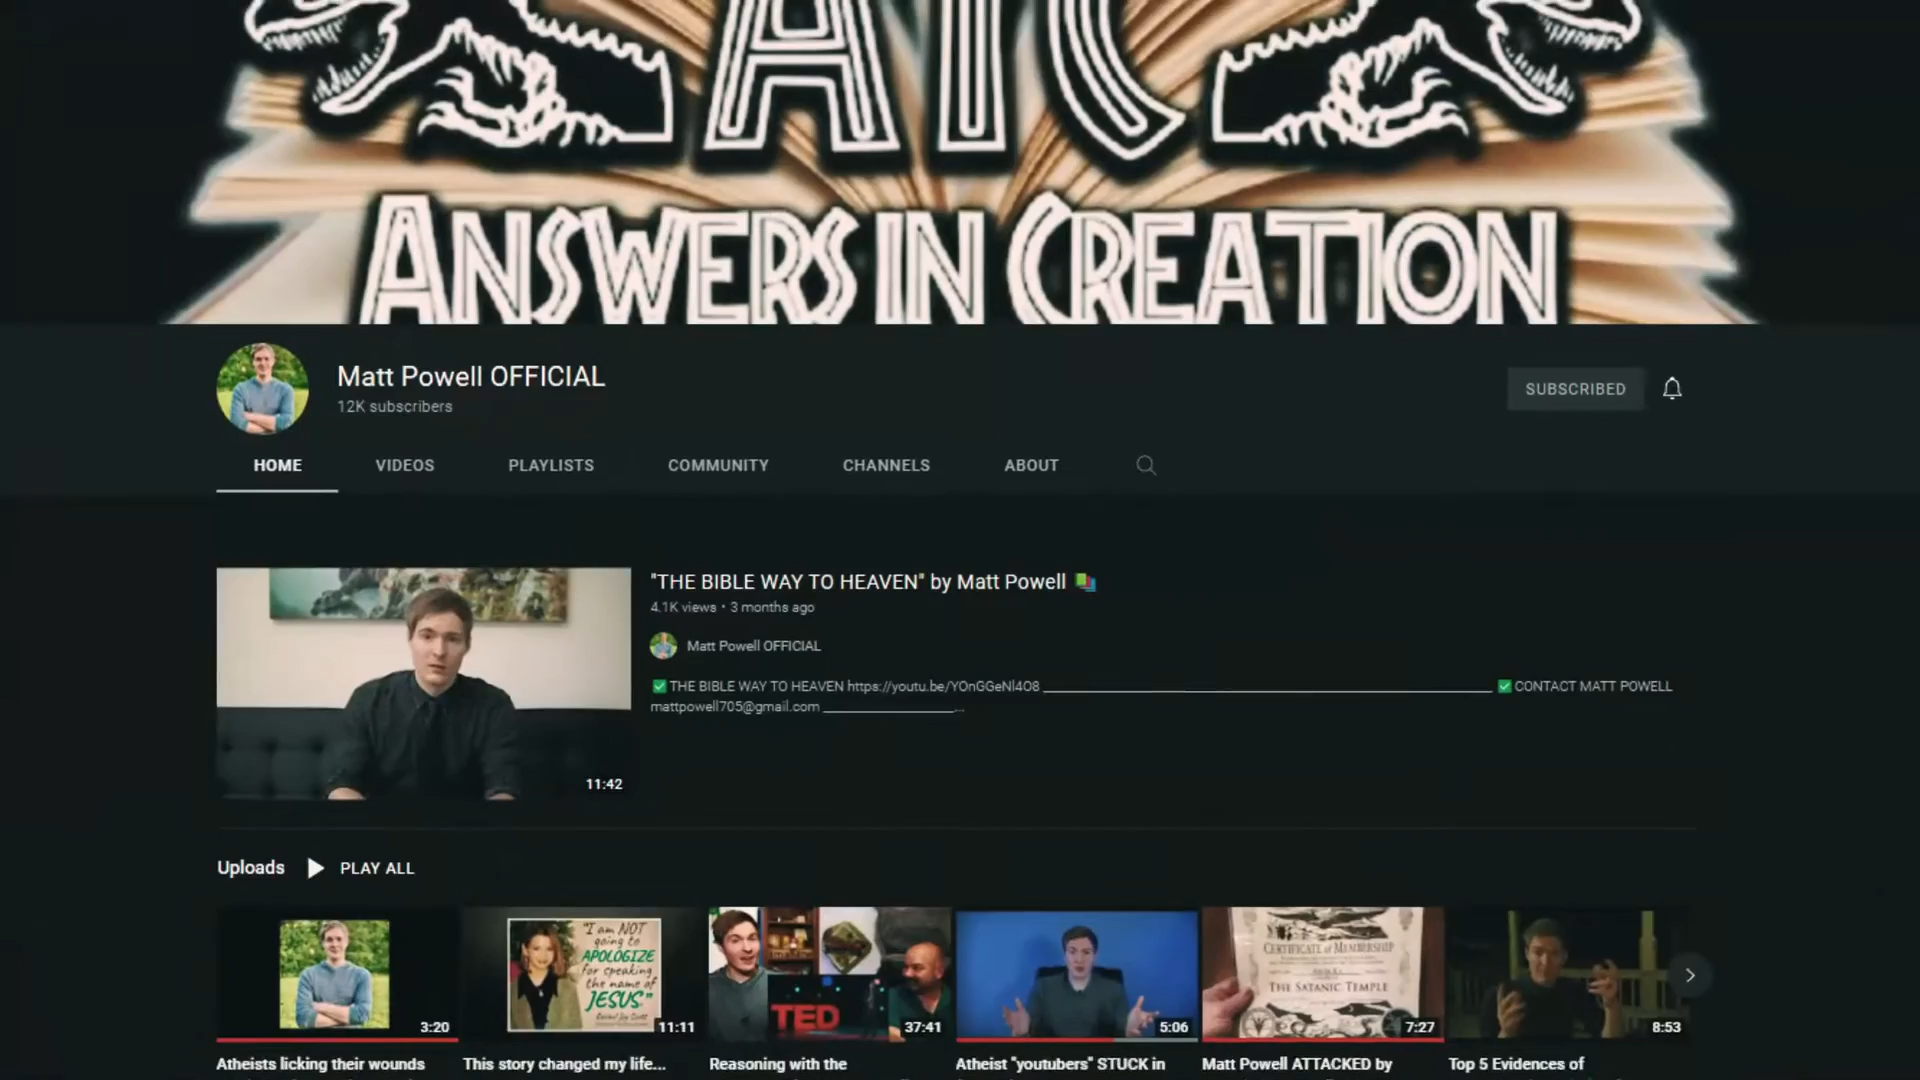 AIC
ANSWERS IN CREATION
Matt Powell OFFICIAL
12K subscribers
SUBSCRIBED
HOME VIDEOS PLAYLISTS COMMUNITY CHANNELS ABOUT
"THE BIBLE WAY TO HEAVEN" by Matt Powell
4.1K views • 3 months ago
Matt Powell OFFICIAL
✅ THE BIBLE WAY TO HEAVEN https://youtu.be/YOnGGeNl4O8 ✅ CONTACT MATT POWELL
mattpowell705@gmail.com ...
11:42
Uploads PLAY ALL
"I am NOT
going to
APOLOGIZE
for speaking
the name of
JESUS"
TED
CERTIFICATE of MEMBERSHIP
THE SATANIC TEMPLE
3:20 11:11 37:41 5:06 7:27 8:53
Atheists licking their wounds This story changed my life... Reasoning with the Atheist "youtubers" STUCK in Matt Powell ATTACKED by Top 5 Evidences of